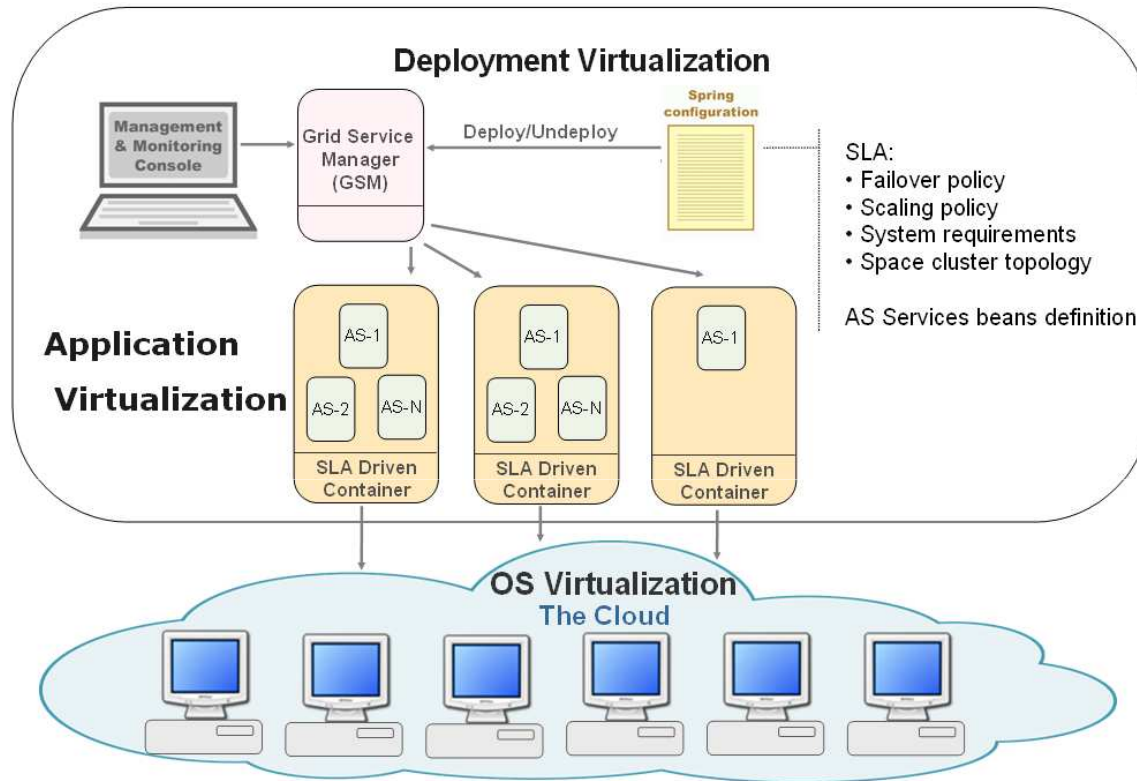 Deployment Virtualization
Management
& Monitoring
Console
Grid Service
Manager
(GSM)
Deploy/Undeploy
Spring
configuration
SLA:
• Failover policy
• Scaling policy
• System requirements
• Space cluster topology
AS Services beans definition
Application
Virtualization
AS-1
AS-2
AS-N
SLA Driven
Container
AS-1
AS-2
AS-N
SLA Driven
Container
AS-1
SLA Driven
Container
OS Virtualization
The Cloud